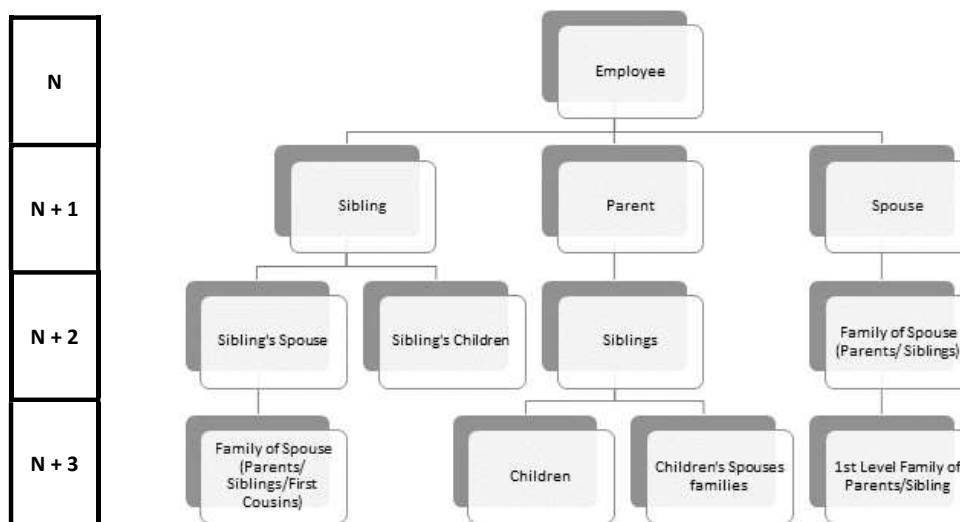 N
Employee
N + 1
Sibling
Parent
Spouse
N + 2
Sibling's Spouse
Sibling's Children
Siblings
Family of Spouse
(Parents/ Siblings)
N + 3
Family of Spouse
(Parents/
Siblings/First
Cousins)
Children
Children's Spouses
families
1st Level Family of
Parents/Sibling